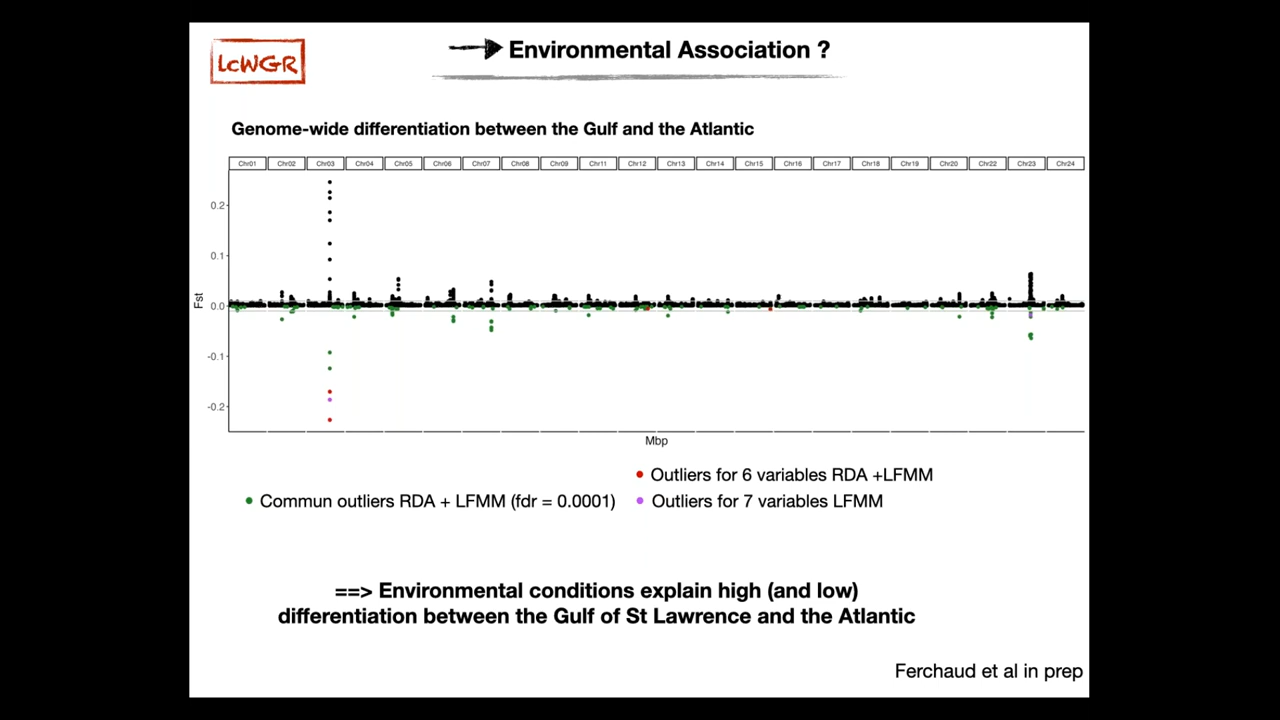 LcWGR
Environmental Association ?
Genome-wide differentiation between the Gulf and the Atlantic
Chr01 Chr02 Chr03 Chr04 Chr05 Chr06 Chr07 Chr08 Chr09 Chr11 Chr12 Chr13 Chr14 Chr15 Chr16 Chr17 Chr18 Chr19 Chr20 Chr22 Chr23 Chr24
0.2
0.1
0.0
-0.1
-0.2
Fst
Mbp
Outliers for 6 variables RDA +LFMM
Commun outliers RDA + LFMM (fdr = 0.0001)
Outliers for 7 variables LFMM
==> Environmental conditions explain high (and low)
differentiation between the Gulf of St Lawrence and the Atlantic
Ferchaud et al in prep